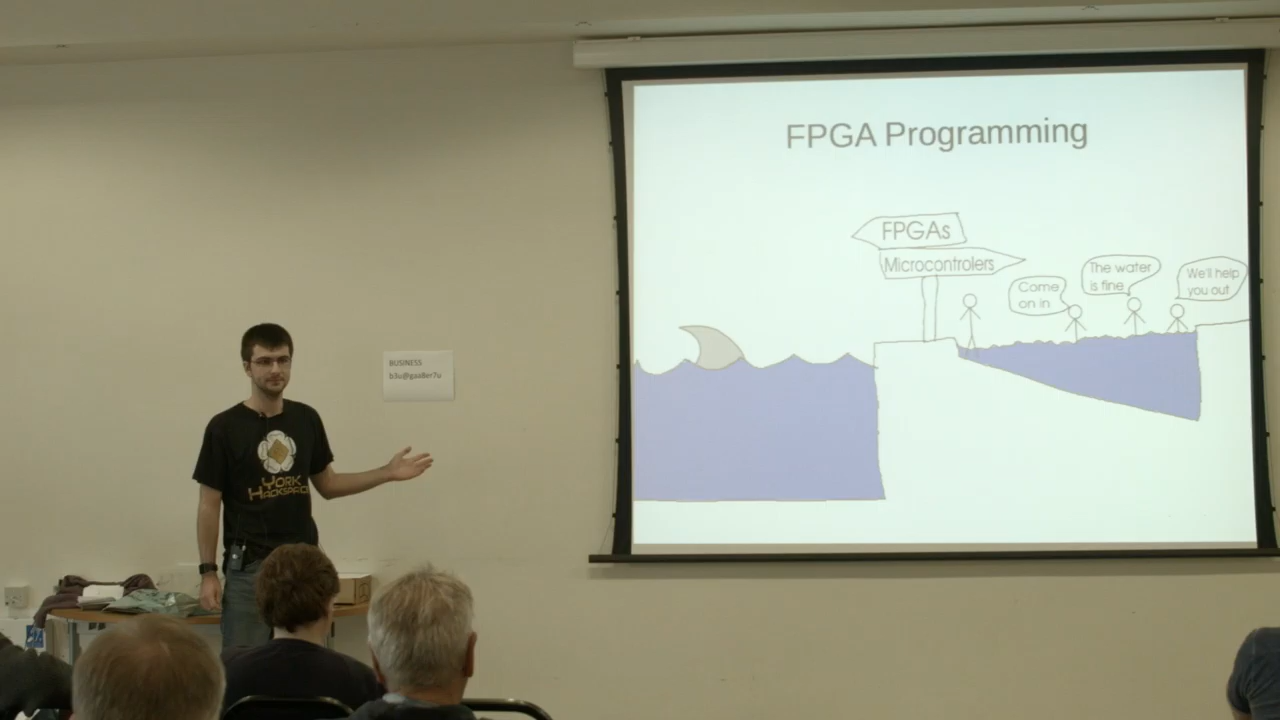 FPGA Programming
FPGAs
Microcontrolers
Come
on in
The water
is fine
We'll help
you out
BUSINESS
b3u@gaa8er7u
YORK
HACKSPACE